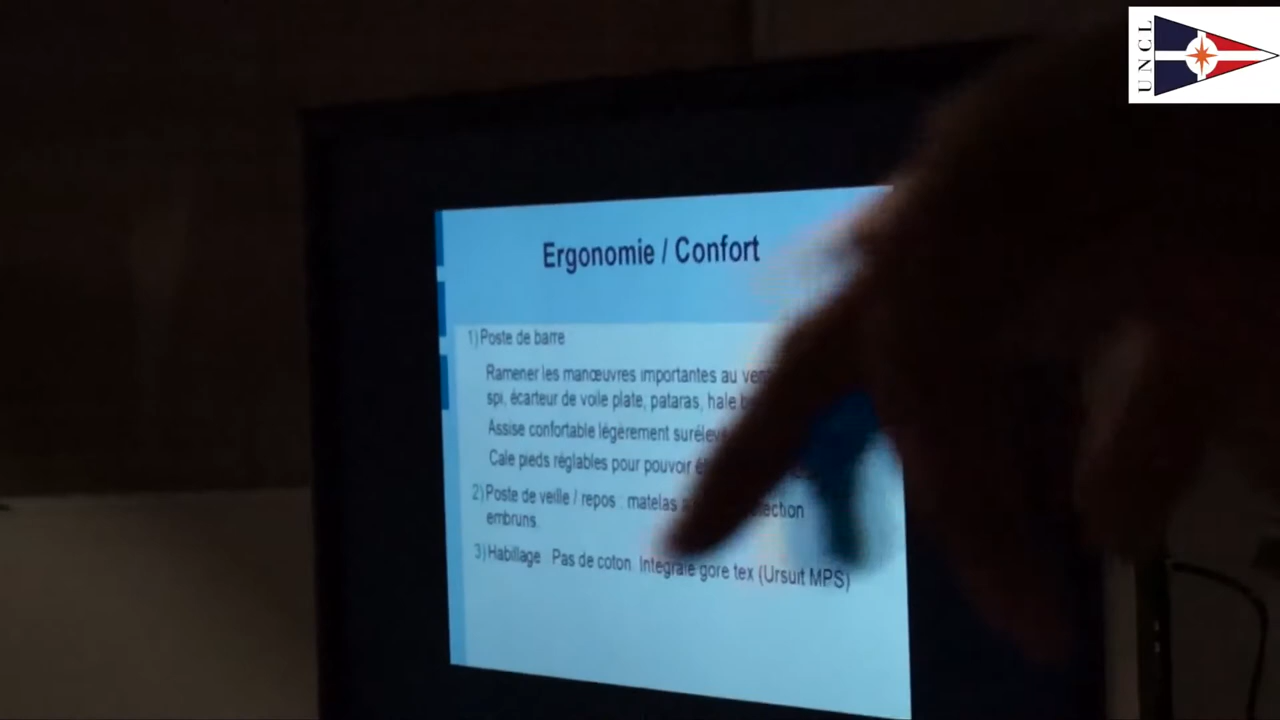 UNCL
Ergonomie / Confort
1) Poste de barre
Ramener les manœuvres importantes au
spi, écarteur de voile plate, pataras, hale
Assise confortable légèrement
Cale pieds réglables pour pouvoir
2) Poste de veille / repos : matelas
embruns.
3) Habillage : Pas de coton. Intégrale gore tex (Ursuit MPS)